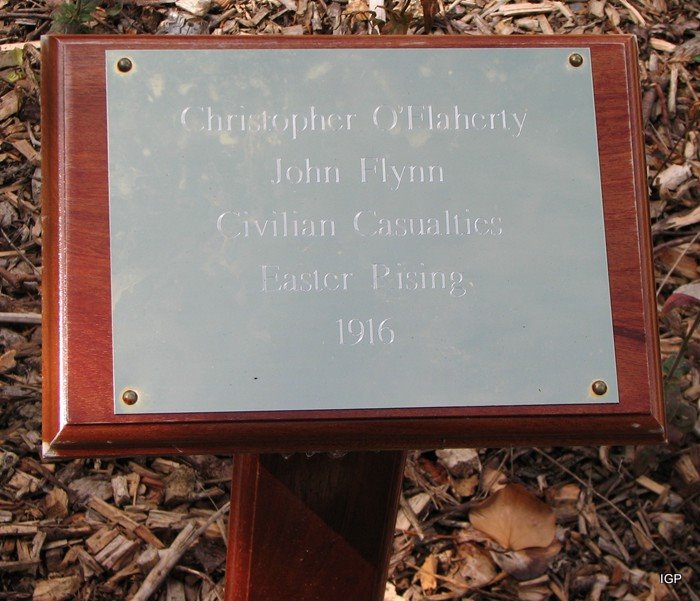 Christopher O'Flaherty
John Flynn
Civilian Casualties
Easter Rising
1916
IGP